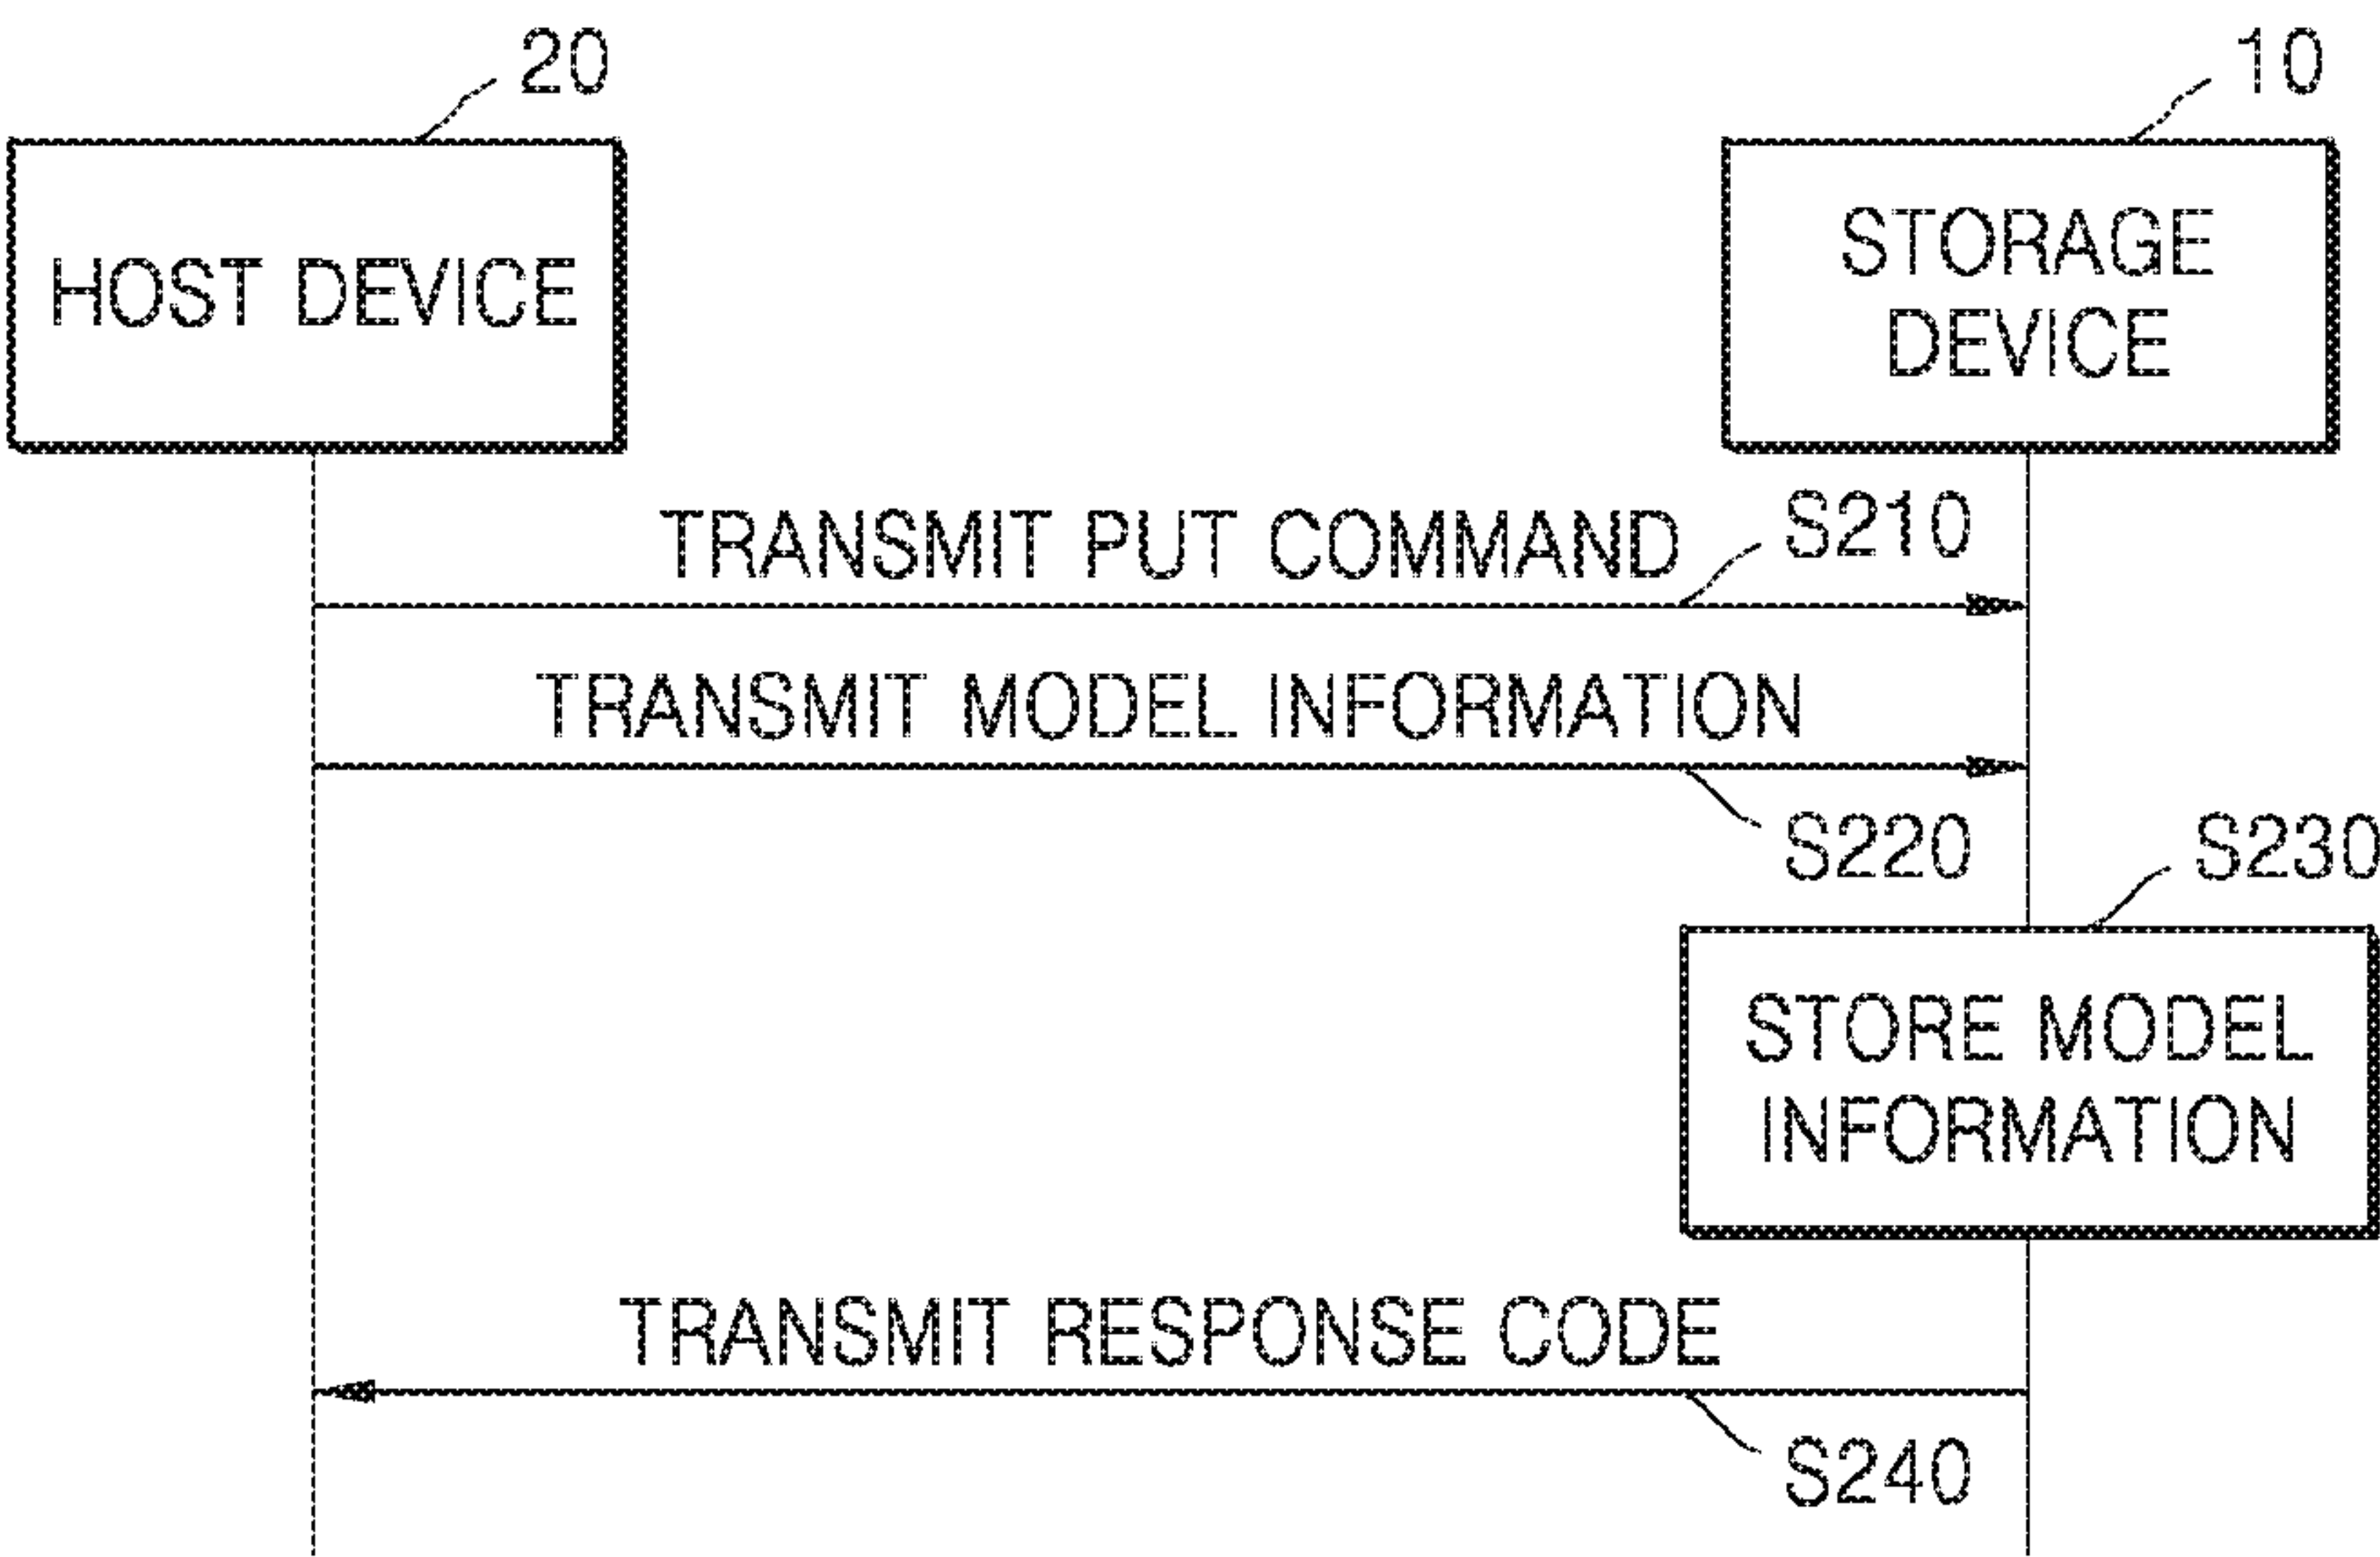 20
10
HOST DEVICE
STORAGE
DEVICE
TRANSMIT PUT COMMAND
S210
TRANSMIT MODEL INFORMATION
S220
S230
STORE MODEL
INFORMATION
TRANSMIT RESPONSE CODE
S240